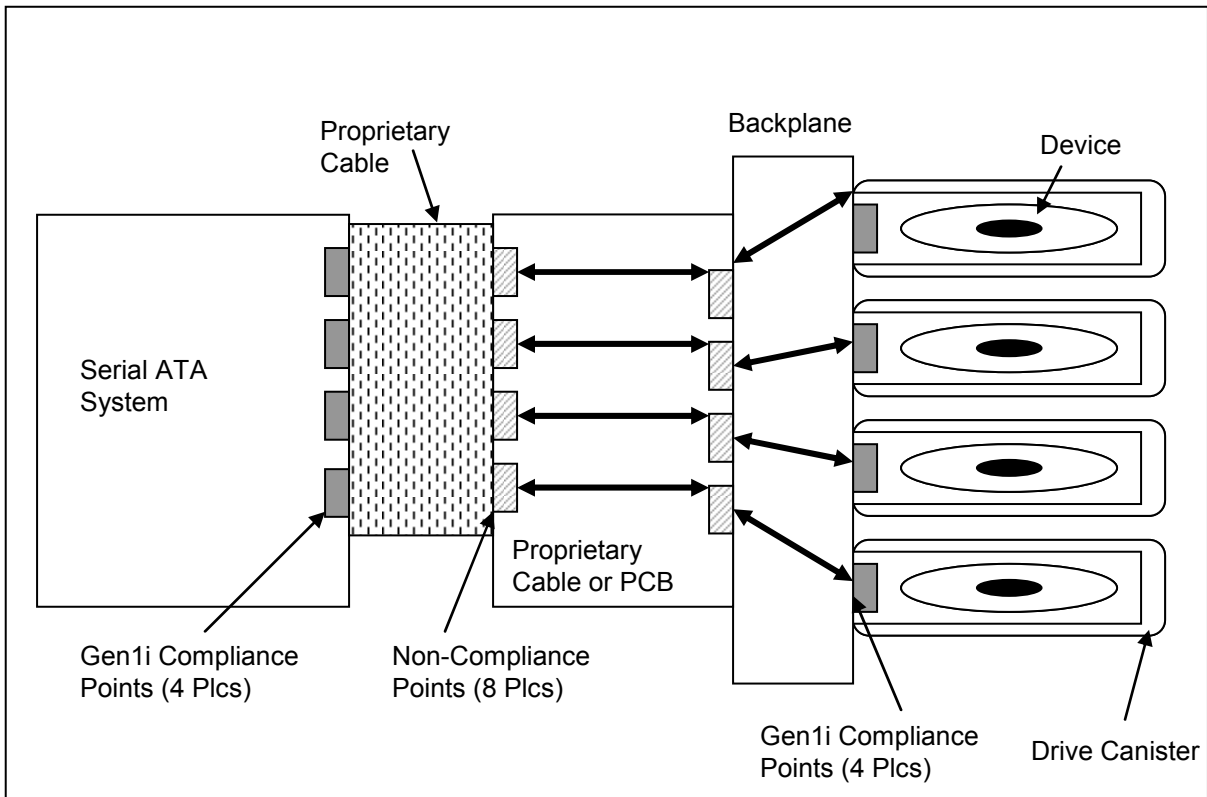 Proprietary
Cable
Backplane
Device
Serial ATA
System
Proprietary
Cable or PCB
Gen1i Compliance
Points (4 Plcs)
Non-Compliance
Points (8 Plcs)
Gen1i Compliance
Points (4 Plcs)
Drive Canister